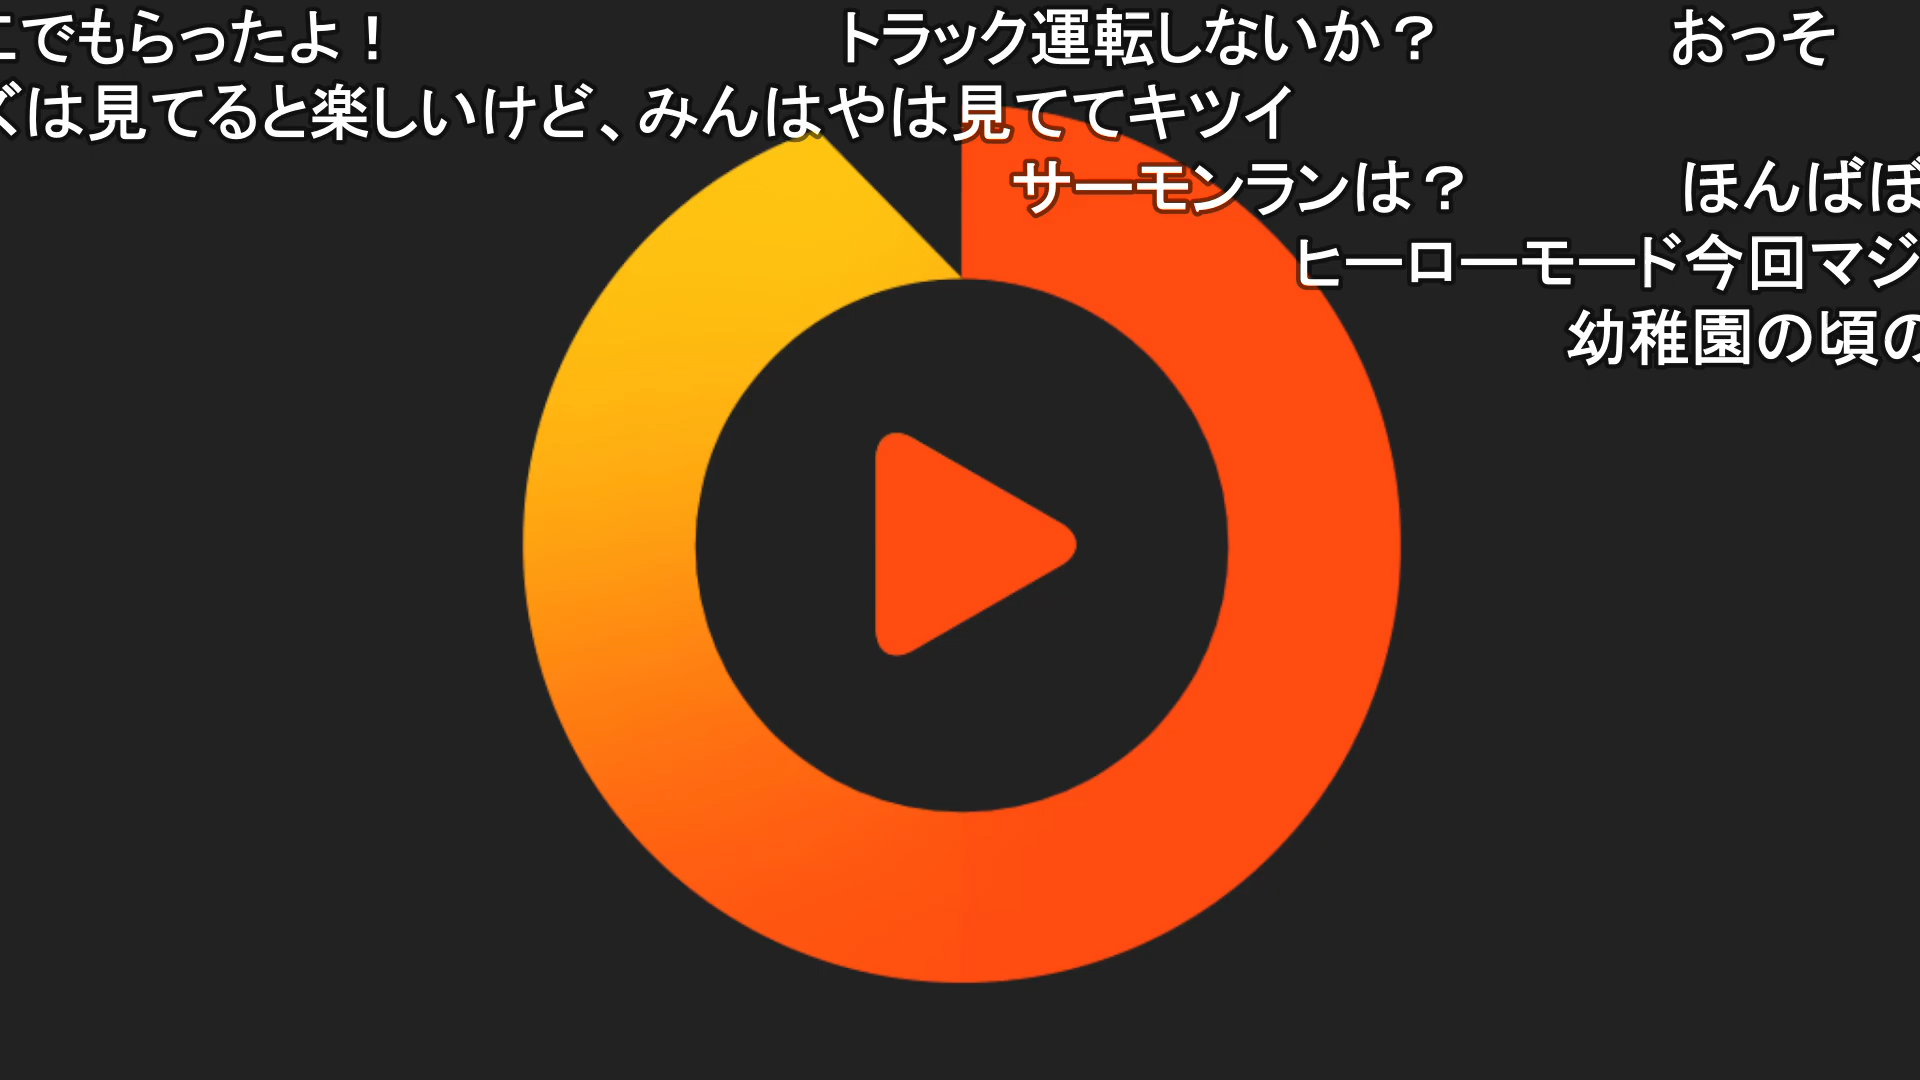 でもらったよ！ トラック運転しないか？ おっそ
は見てると楽しいけど、みんはやは見ててキツイ
サーモンランは？ ほんばぼ
ヒーローモード今回マジ
幼稚園の頃の